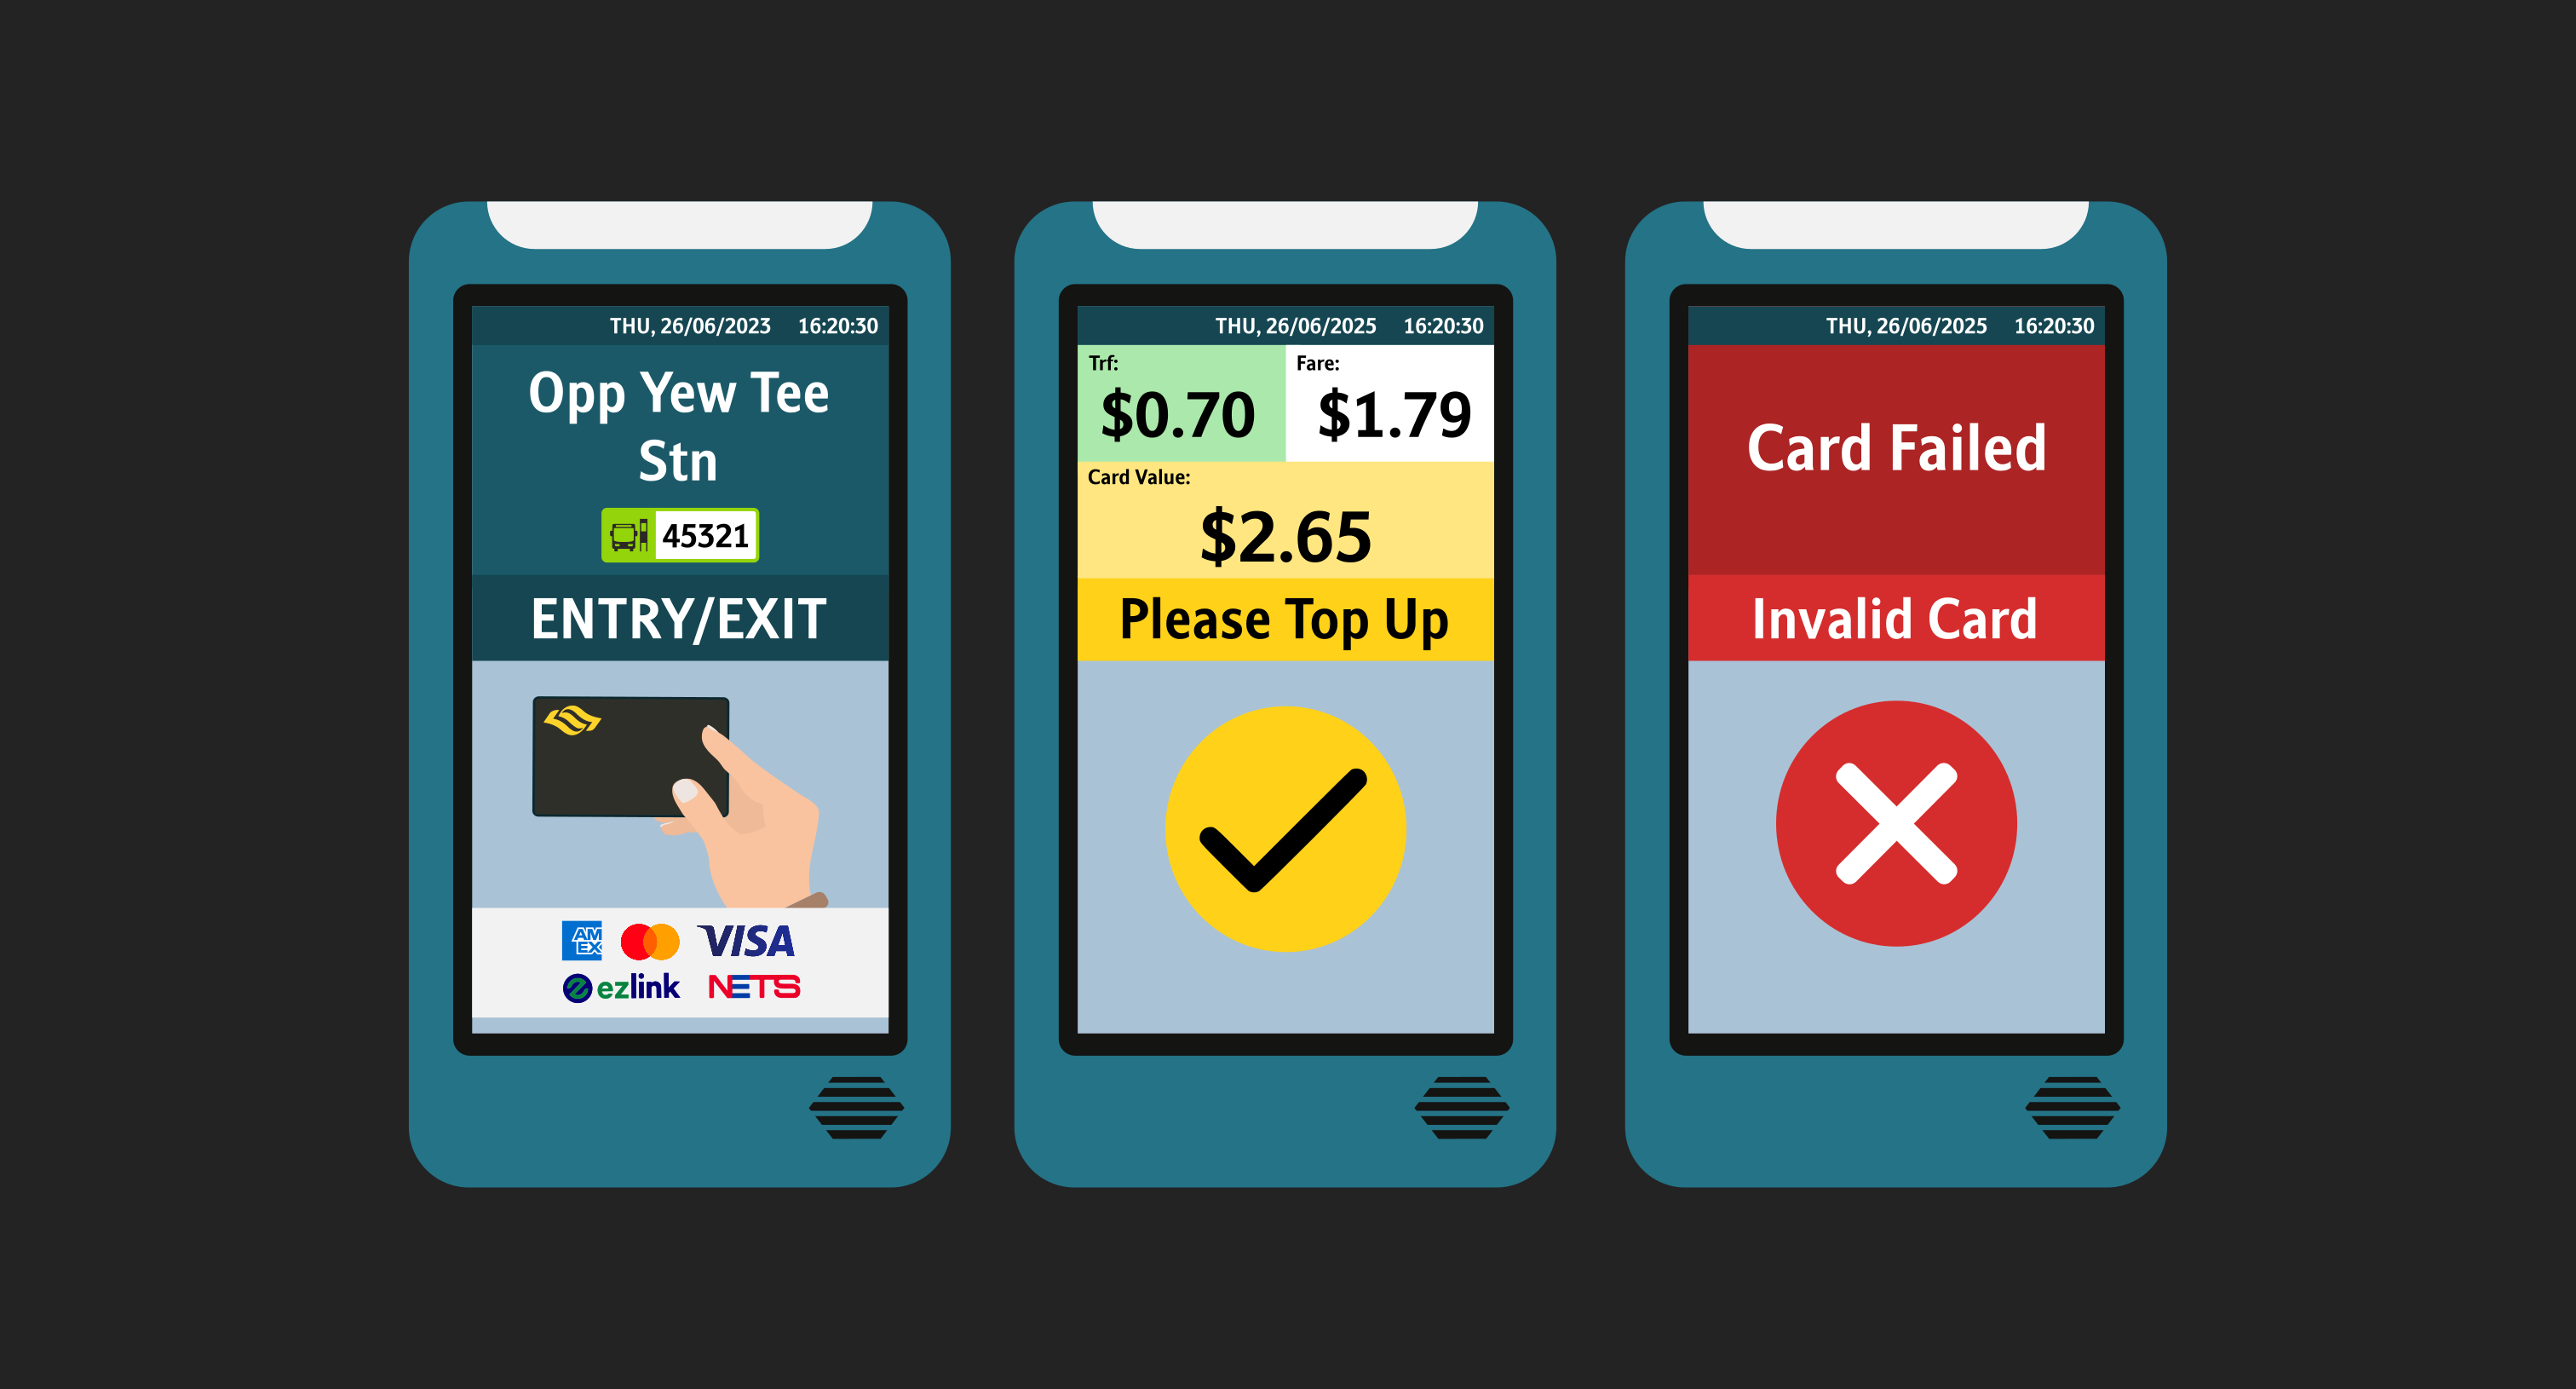 THU, 26/06/2023 16:20:30
Opp Yew Tee
Stn
45321
ENTRY/EXIT
AM
EX
VISA
ezlink
NETS
THU, 26/06/2025 16:20:30
Trf:
$0.70
Fare:
$1.79
Card Value:
$2.65
Please Top Up
THU, 26/06/2025 16:20:30
Card Failed
Invalid Card